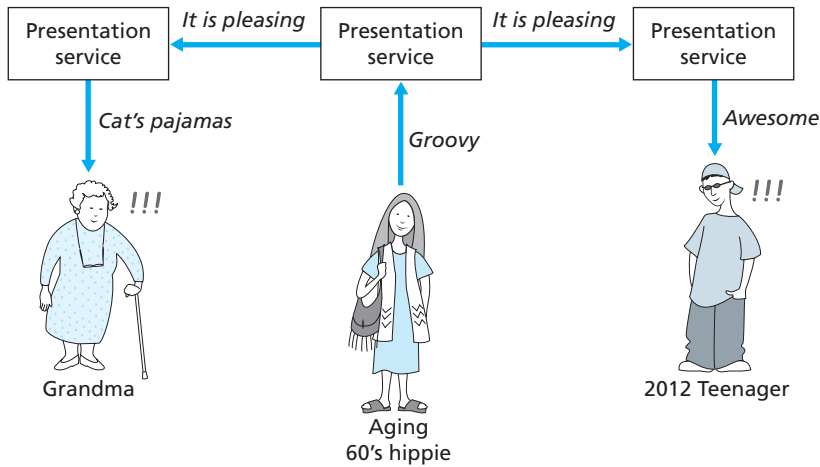 Presentation
service
It is pleasing
Presentation
service
It is pleasing
Presentation
service
Cat's pajamas
Groovy
Awesome
!!!
!!!
Grandma
Aging
60's hippie
2012 Teenager